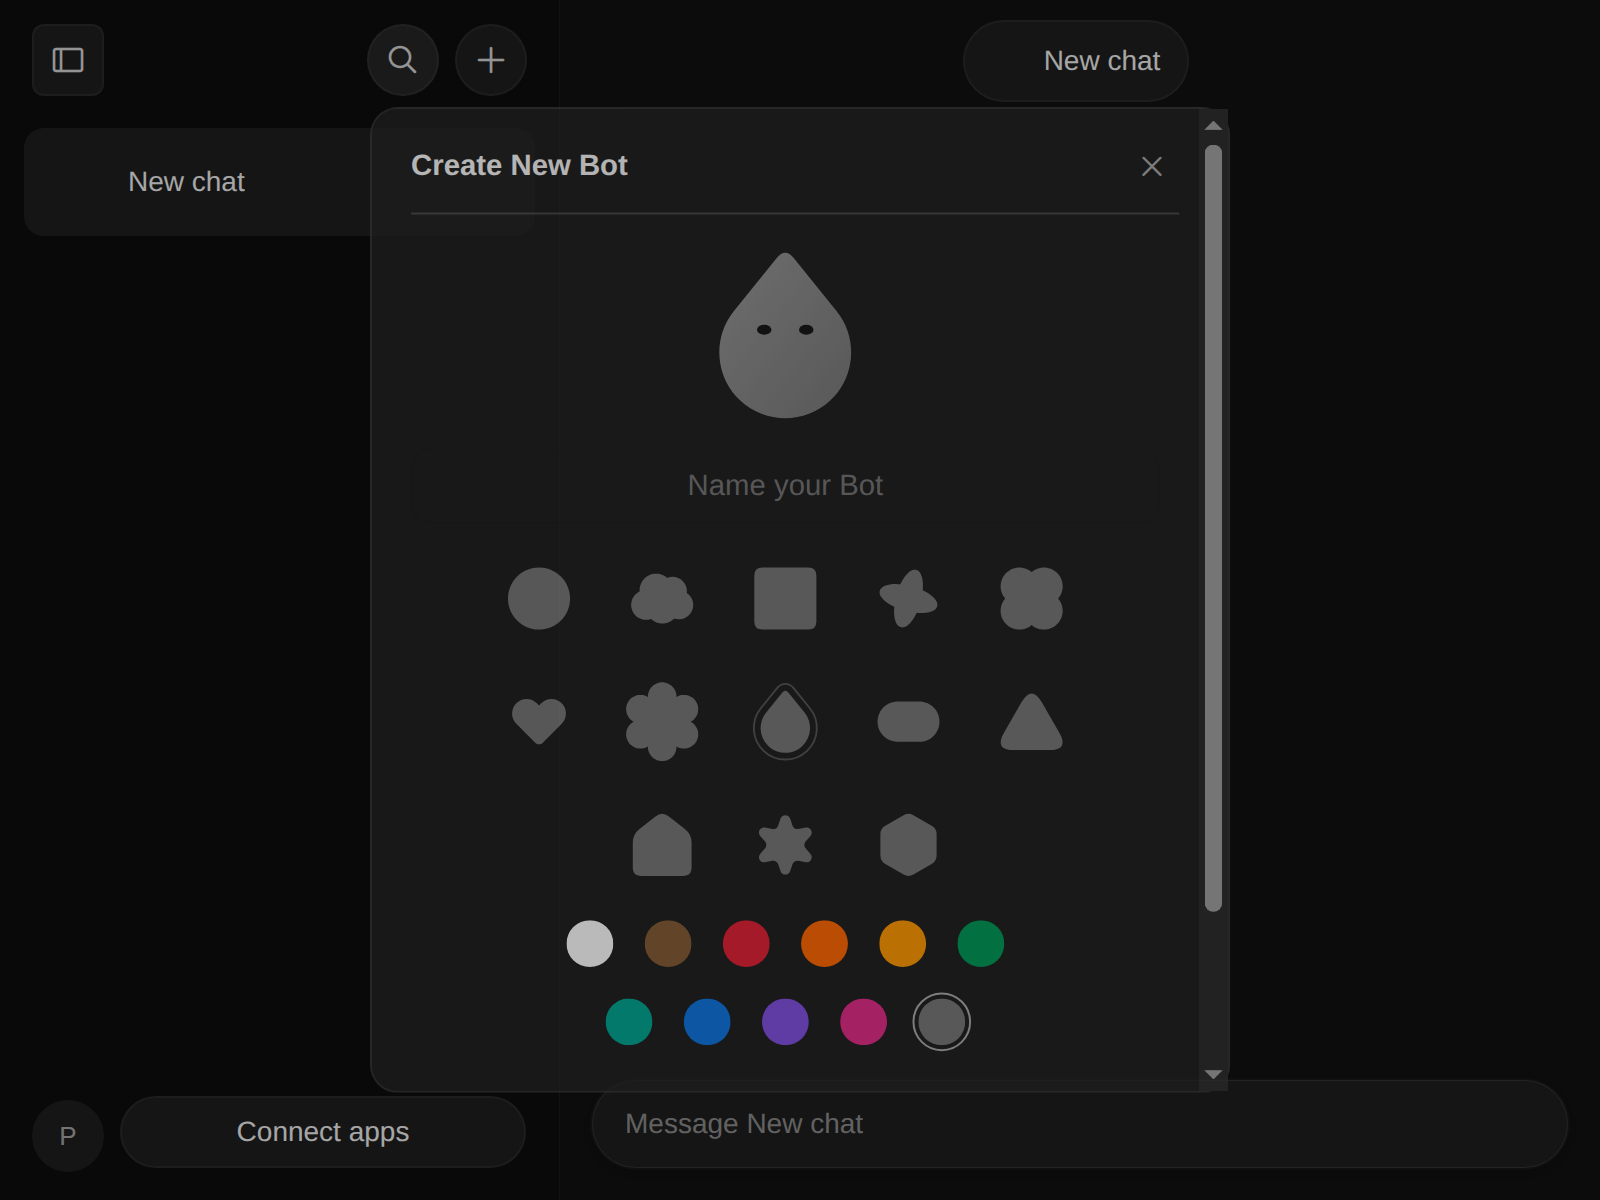 New chat
New chat
Create New Bot
Name your Bot
P
Connect apps
Message New chat